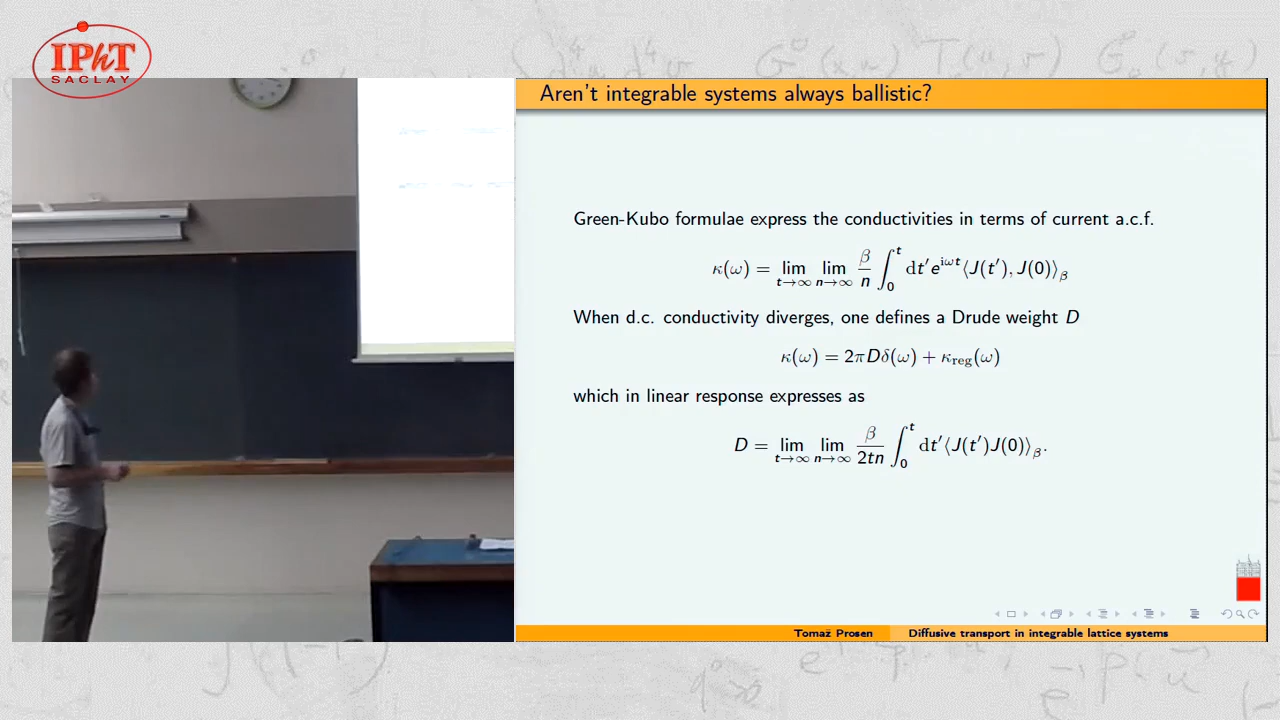 IPhT
SACLAY
Aren't integrable systems always ballistic?
Green-Kubo formulae express the conductivities in terms of current a.c.f.
κ(ω) = lim_{t→∞} lim_{n→∞} β/n ∫_0^t dt′e^{iωt}⟨J(t′), J(0)⟩_β
When d.c. conductivity diverges, one defines a Drude weight D
κ(ω) = 2πDδ(ω) + κ_reg(ω)
which in linear response expresses as
D = lim_{t→∞} lim_{n→∞} β/2tn ∫_0^t dt′⟨J(t′)J(0)⟩_β.
Tomaž Prosen
Diffusive transport in integrable lattice systems